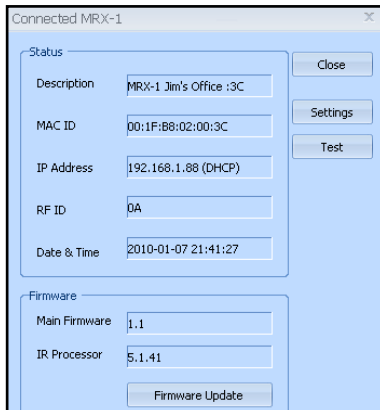 Connected MRX-1 X
Status
Description MRX-1 Jim's Office :3C
MAC ID 00:1F:B8:02:00:3C
IP Address 192.168.1.88 (DHCP)
RF ID 0A
Date & Time 2010-01-07 21:41:27
Close
Settings
Test
Firmware
Main Firmware 1.1
IR Processor 5.1.41
Firmware Update